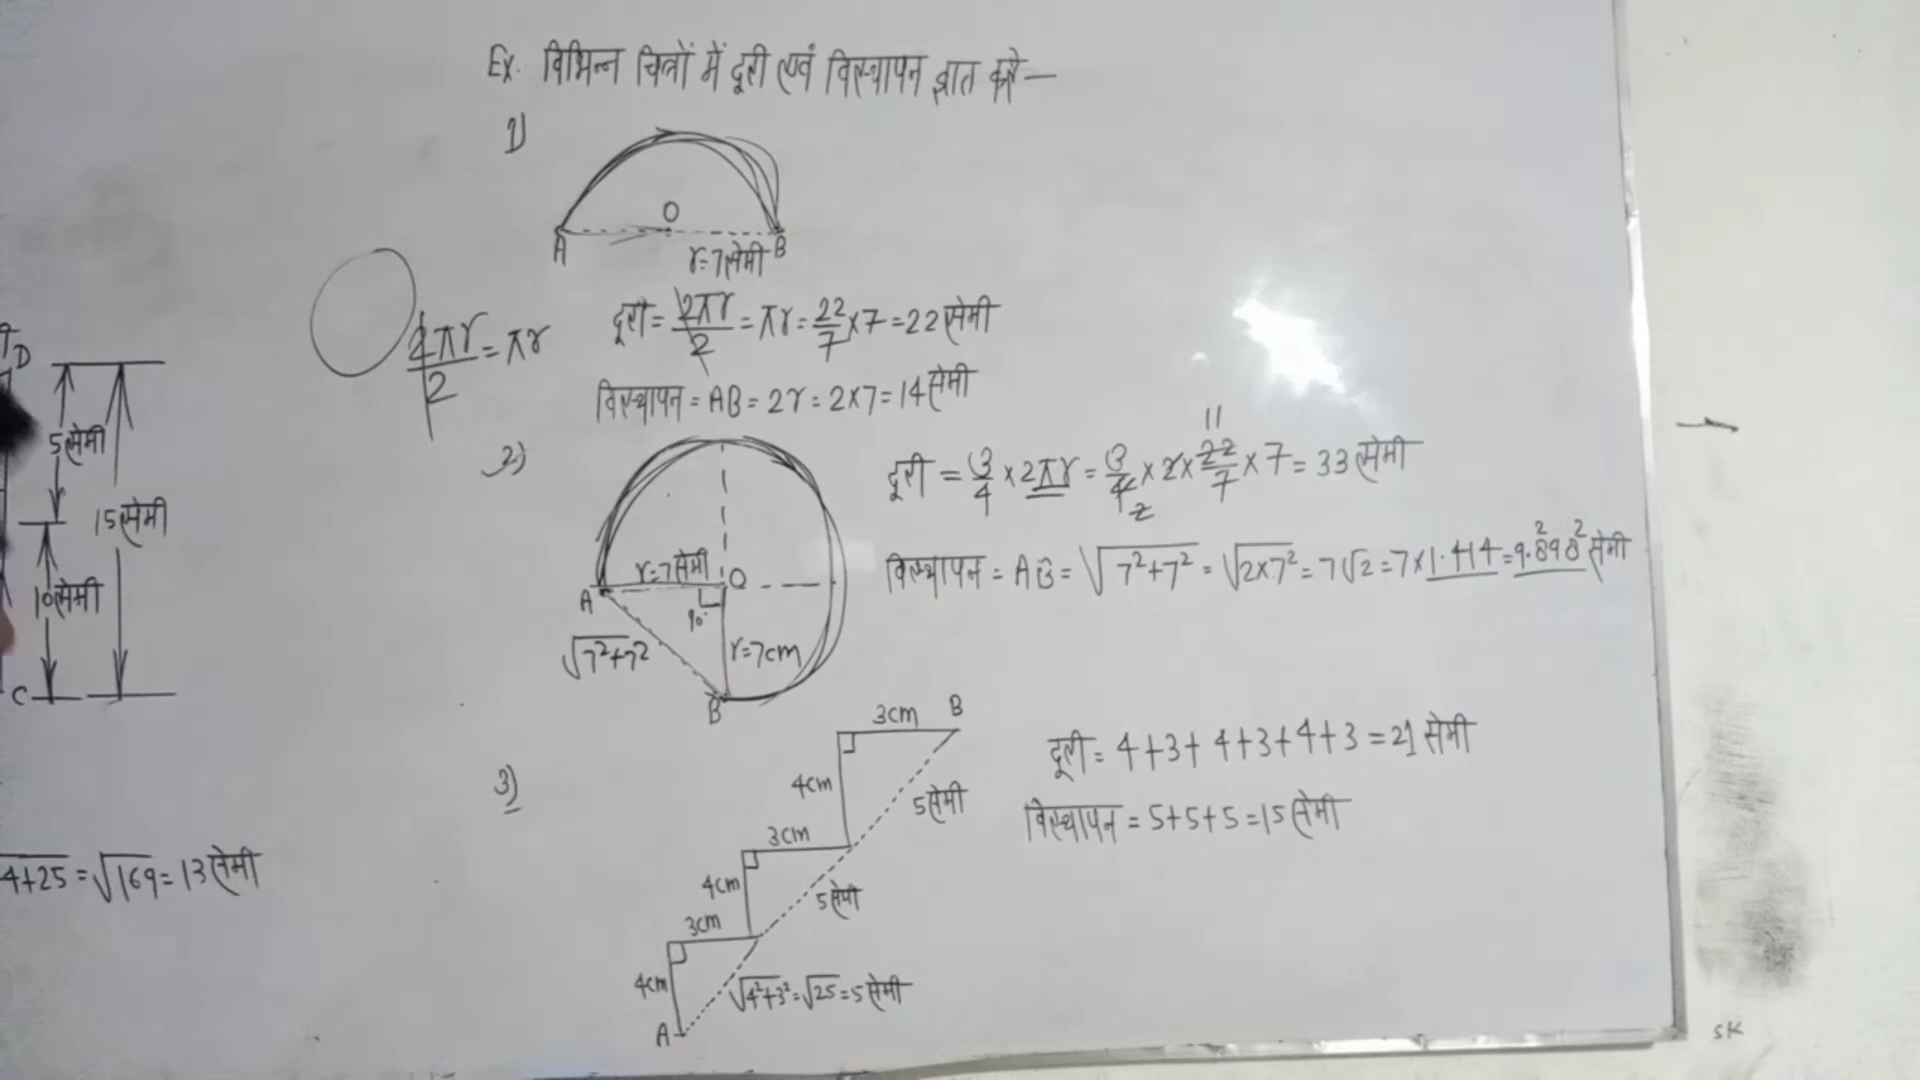 Ex. विभिन्न चित्रों में दूरी एवं विस्थापन ज्ञात करो—
1)
O
A
B
r=7सेमी
2πr/2 = πr
दूरी = 2πr/2 = πr = 22/7 × 7 = 22 सेमी
विस्थापन = AB = 2r = 2×7 = 14 सेमी
D
5सेमी
15सेमी
10सेमी
C
2)
r=7सेमी
O
A
90°
√7²+7²
r=7cm
B
11
दूरी = 3/4 × 2πr = 3/4 × 2 × 22/7 × 7 = 33 सेमी
2
विस्थापन = AB = √7²+7² = √2×7² = 7√2 = 7×1.414 = 9.898 सेमी
3)
3cm B
4cm
5सेमी
3cm
4cm
5सेमी
3cm
4cm
√4²+3² = √25 = 5 सेमी
A
दूरी = 4+3+4+3+4+3 = 21 सेमी
विस्थापन = 5+5+5 = 15 सेमी
4+25 = √169 = 13 सेमी
SK